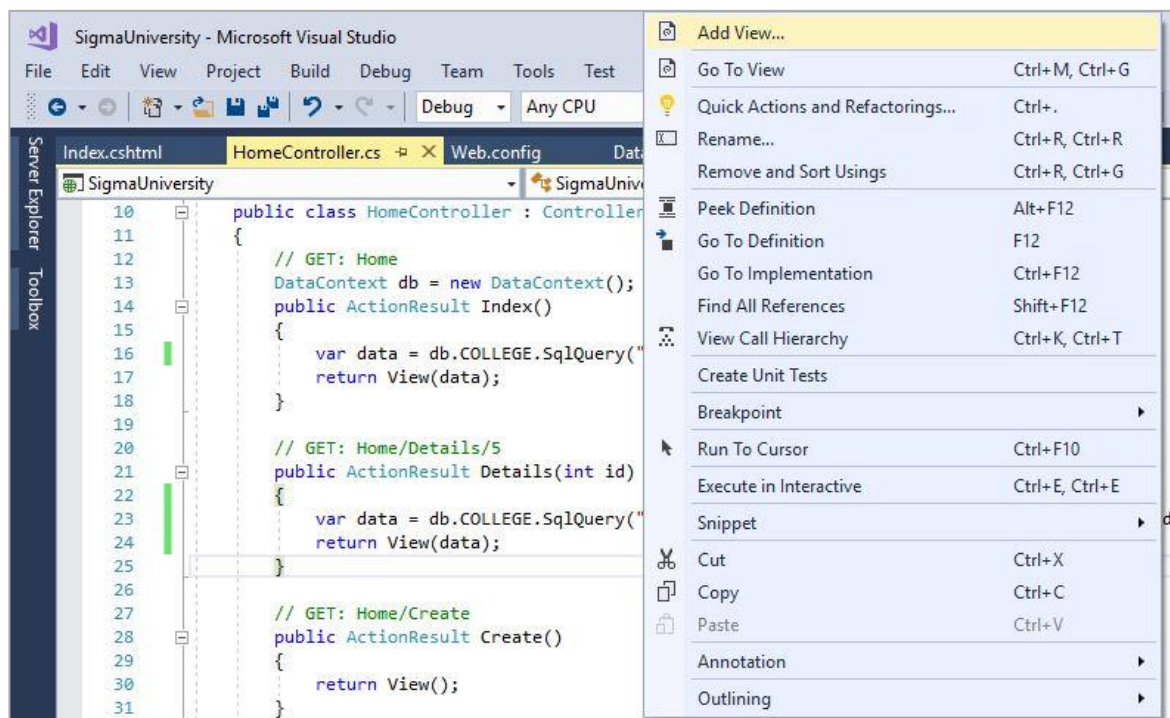 SigmaUniversity - Microsoft Visual Studio
File Edit View Project Build Debug Team Tools Test
Debug Any CPU
Server Explorer
Toolbox
Index.cshtml HomeController.cs Web.config Dat
SigmaUniversity SigmaUnive
10 public class HomeController : Controller
11 {
12 // GET: Home
13 DataContext db = new DataContext();
14 public ActionResult Index()
15 {
16 var data = db.COLLEGE.SqlQuery("
17 return View(data);
18 }
19
20 // GET: Home/Details/5
21 public ActionResult Details(int id)
22 {
23 var data = db.COLLEGE.SqlQuery("
24 return View(data);
25 }
26
27 // GET: Home/Create
28 public ActionResult Create()
29 {
30 return View();
31 }
Add View...
Go To View Ctrl+M, Ctrl+G
Quick Actions and Refactorings... Ctrl+.
Rename... Ctrl+R, Ctrl+R
Remove and Sort Usings Ctrl+R, Ctrl+G
Peek Definition Alt+F12
Go To Definition F12
Go To Implementation Ctrl+F12
Find All References Shift+F12
View Call Hierarchy Ctrl+K, Ctrl+T
Create Unit Tests
Breakpoint
Run To Cursor Ctrl+F10
Execute in Interactive Ctrl+E, Ctrl+E
Snippet
Cut Ctrl+X
Copy Ctrl+C
Paste Ctrl+V
Annotation
Outlining